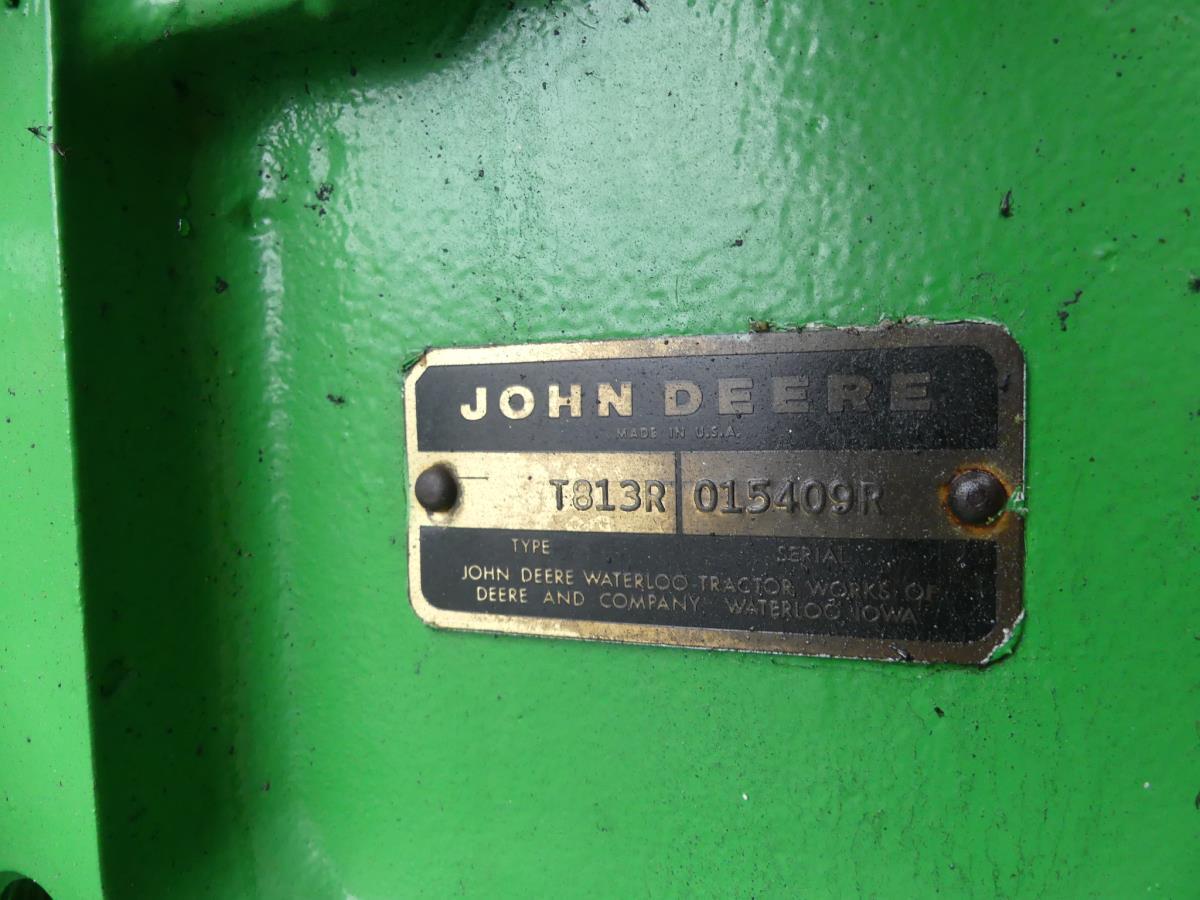 JOHN DEERE
MADE IN U.S.A.
T813R 015409R
TYPE SERIAL
JOHN DEERE WATERLOO TRACTOR WORKS OF
DEERE AND COMPANY, WATERLOO, IOWA